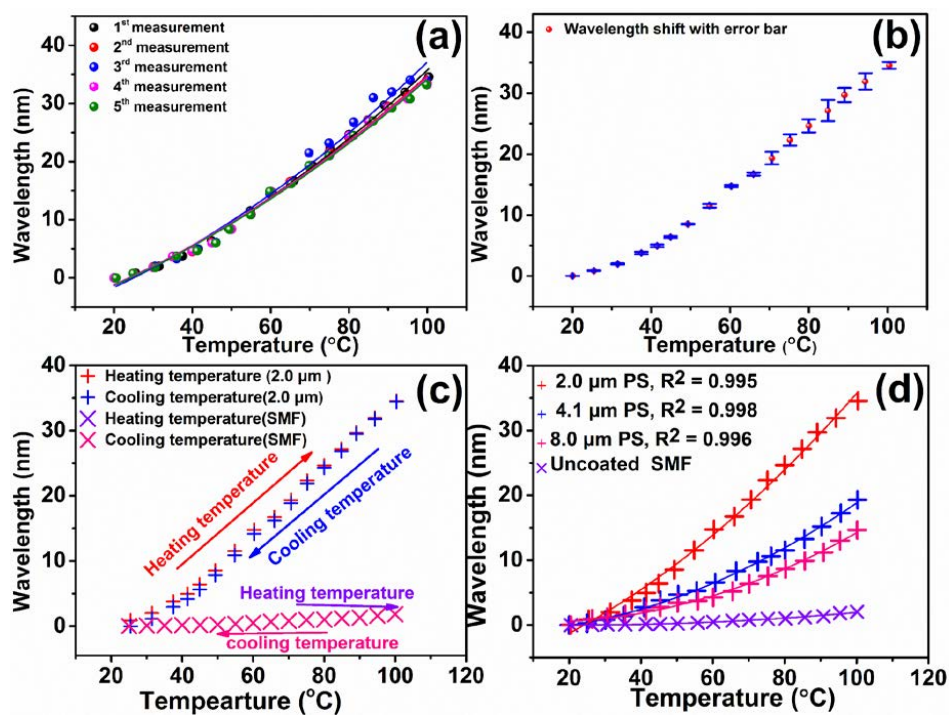 (a)
1st measurement
2nd measurement
3rd measurement
4th measurement
5th measurement
Wavelength (nm)
40
30
20
10
0
20 40 60 80 100
Temperature (°C)
(b)
Wavelength shift with error bar
Wavelength (nm)
40
30
20
10
0
20 40 60 80 100
Temperature (°C)
(c)
Heating temperature (2.0 μm )
Cooling temperature(2.0 μm)
Heating temperature(SMF)
Cooling temperature(SMF)
Heating temperature
Cooling temperature
Heating temperature
cooling temperature
Wavelength (nm)
40
30
20
10
0
20 40 60 80 100 120
Tempearture (°C)
(d)
2.0 μm PS, R2 = 0.995
4.1 μm PS, R2 = 0.998
8.0 μm PS, R2 = 0.996
Uncoated SMF
Wavelength (nm)
40
30
20
10
0
20 40 60 80 100 120
Temperature (°C)